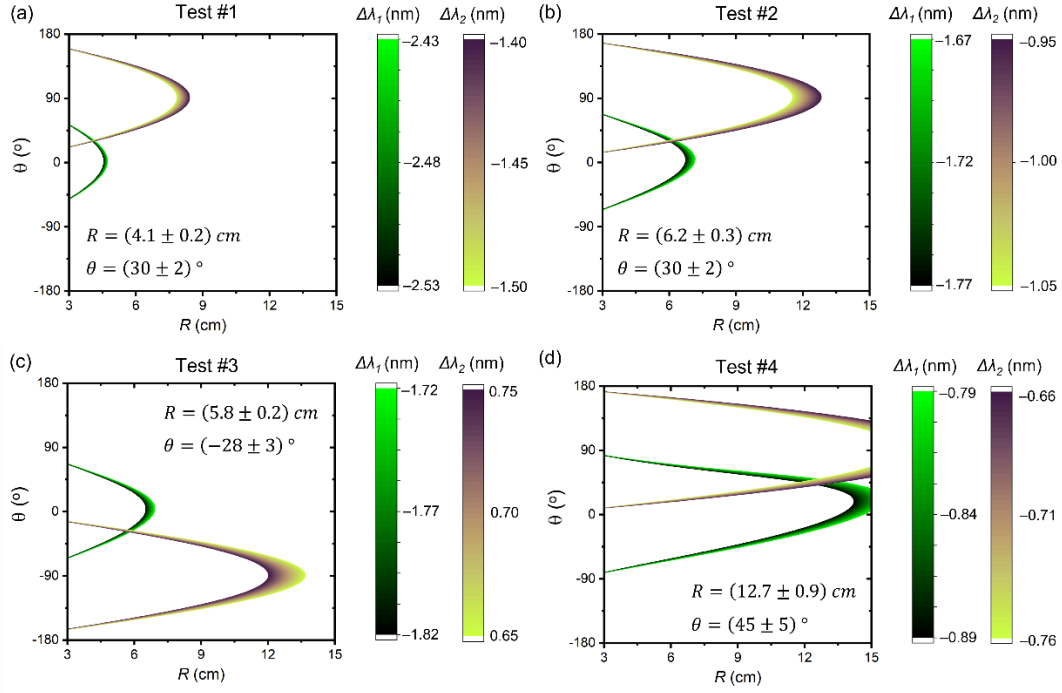 (a) Test #1 Δλ1 (nm) Δλ2 (nm)
180
90
0
-90
-180
θ (º)
3 6 9 12 15
R (cm)
R = (4.1 ± 0.2) cm
θ = (30 ± 2) °
−2.43
−2.48
−2.53
−1.40
−1.45
−1.50
(b) Test #2 Δλ1 (nm) Δλ2 (nm)
180
90
0
-90
-180
θ (º)
3 6 9 12 15
R (cm)
R = (6.2 ± 0.3) cm
θ = (30 ± 2) °
−1.67
−1.72
−1.77
−0.95
−1.00
−1.05
(c) Test #3 Δλ1 (nm) Δλ2 (nm)
180
90
0
-90
-180
θ (º)
3 6 9 12 15
R (cm)
R = (5.8 ± 0.2) cm
θ = (−28 ± 3) °
−1.72
−1.77
−1.82
0.75
0.70
0.65
(d) Test #4 Δλ1 (nm) Δλ2 (nm)
180
90
0
-90
-180
θ (º)
3 6 9 12 15
R (cm)
R = (12.7 ± 0.9) cm
θ = (45 ± 5) °
−0.79
−0.84
−0.89
−0.66
−0.71
−0.76